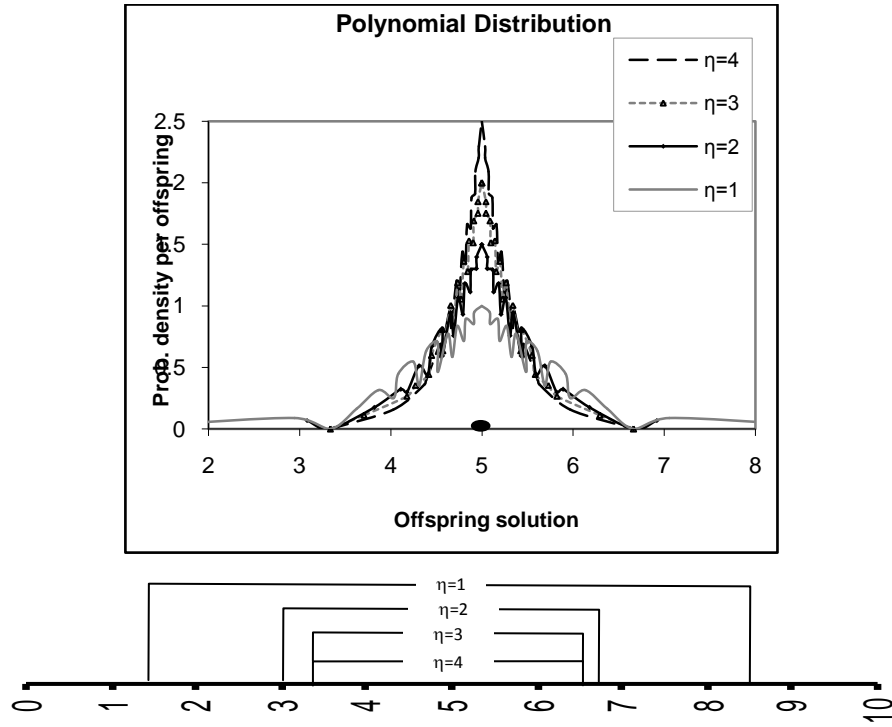 Polynomial Distribution
η=4
η=3
η=2
η=1
Prob. density per offspring
2.5
2
1.5
1
0.5
0
2 3 4 5 6 7 8
Offspring solution
η=1
η=2
η=3
η=4
0 1 2 3 4 5 6 7 8 9 10